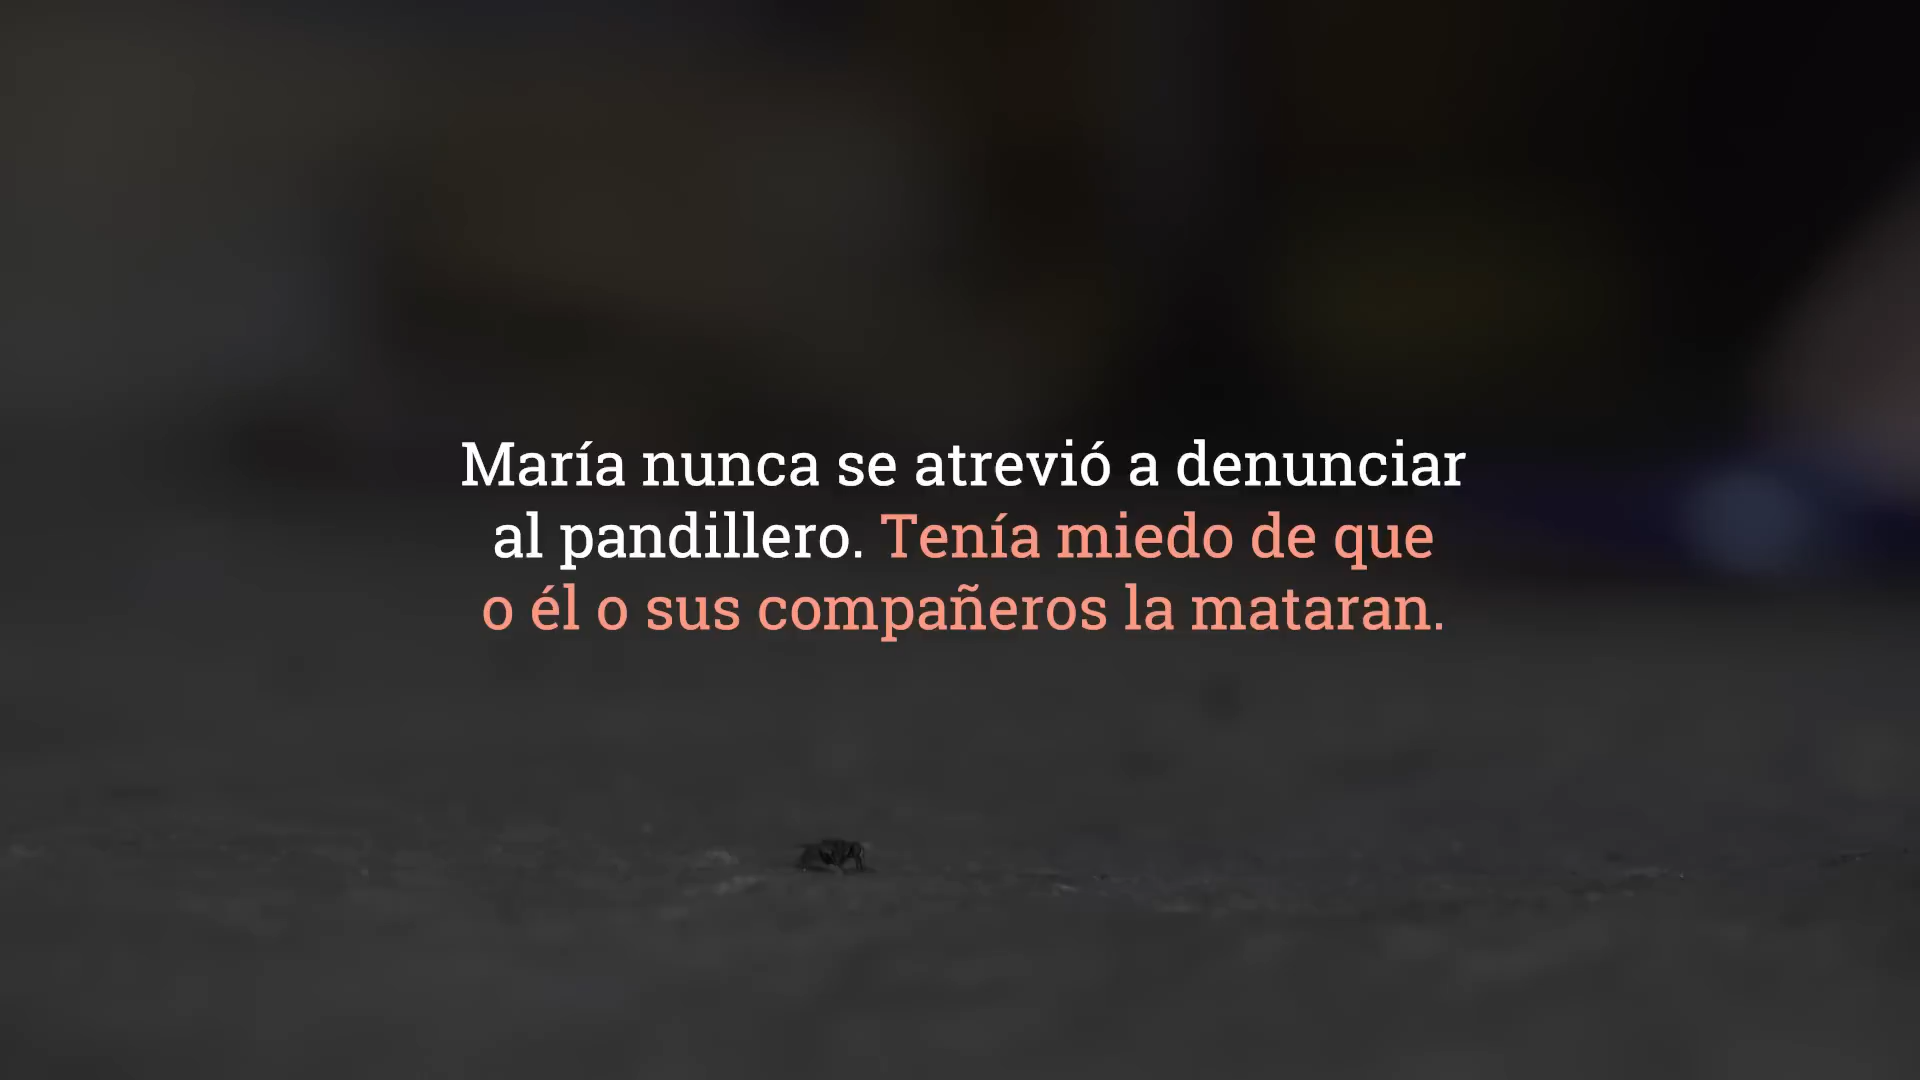 María nunca se atrevió a denunciar
al pandillero. Tenía miedo de que
o él o sus compañeros la mataran.